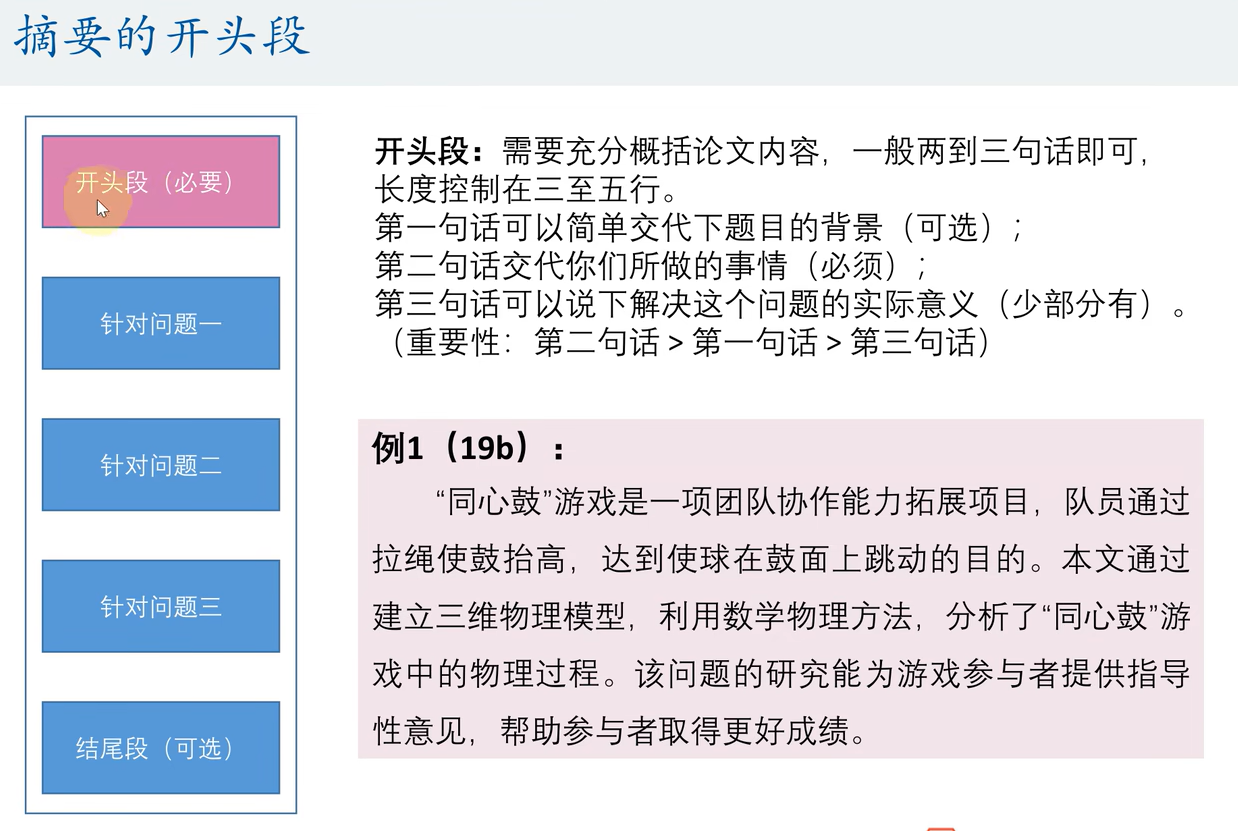 摘要的开头段
开头段（必要）
针对问题一
针对问题二
针对问题三
结尾段（可选）
开头段：需要充分概括论文内容，一般两到三句话即可，
长度控制在三至五行。
第一句话可以简单交代下题目的背景（可选）；
第二句话交代你们所做的事情（必须）；
第三句话可以说下解决这个问题的实际意义（少部分有）。
（重要性：第二句话 > 第一句话 > 第三句话）
例1（19b）：
“同心鼓”游戏是一项团队协作能力拓展项目，队员通过
拉绳使鼓抬高，达到使球在鼓面上跳动的目的。本文通过
建立三维物理模型，利用数学物理方法，分析了“同心鼓”游
戏中的物理过程。该问题的研究能为游戏参与者提供指导
性意见，帮助参与者取得更好成绩。